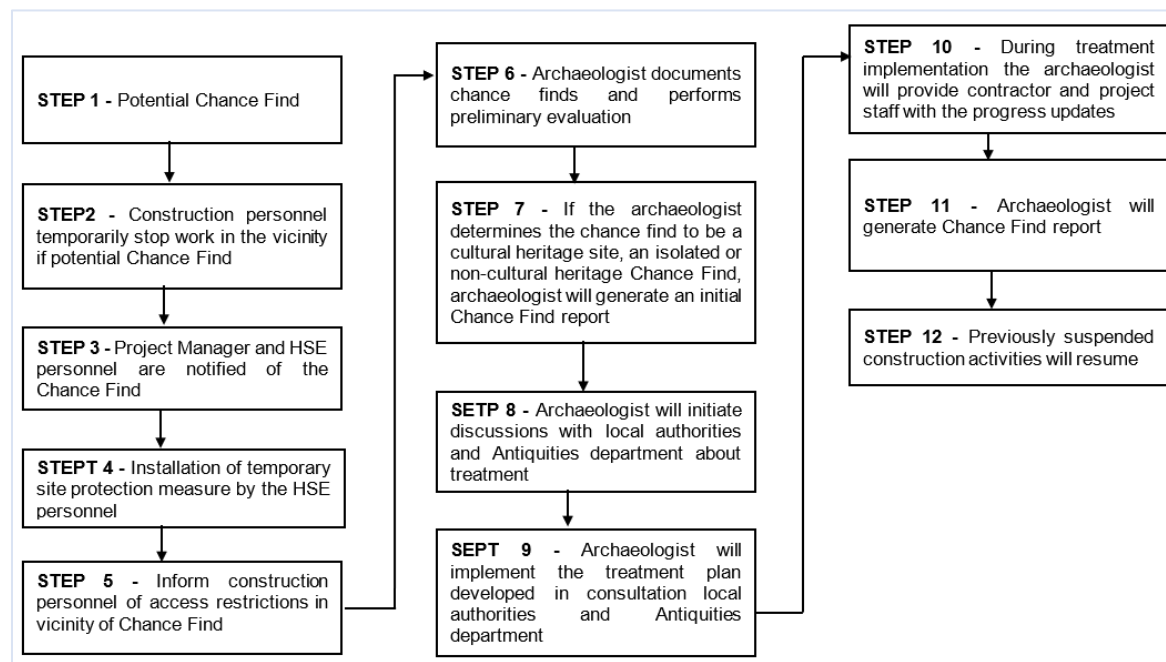 STEP 1 - Potential Chance Find
STEP2 - Construction personnel
temporarily stop work in the vicinity
if potential Chance Find
STEP 3 - Project Manager and HSE
personnel are notified of the
Chance Find
STEPT 4 - Installation of temporary
site protection measure by the HSE
personnel
STEP 5 - Inform construction
personnel of access restrictions in
vicinity of Chance Find
STEP 6 - Archaeologist documents
chance finds and performs
preliminary evaluation
STEP 7 - If the archaeologist
determines the chance find to be a
cultural heritage site, an isolated or
non-cultural heritage Chance Find,
archaeologist will generate an initial
Chance Find report
SETP 8 - Archaeologist will initiate
discussions with local authorities
and Antiquities department about
treatment
SEPT 9 - Archaeologist will
implement the treatment plan
developed in consultation local
authorities and Antiquities
department
STEP 10 - During treatment
implementation the archaeologist
will provide contractor and project
staff with the progress updates
STEP 11 - Archaeologist will
generate Chance Find report
STEP 12 - Previously suspended
construction activities will resume